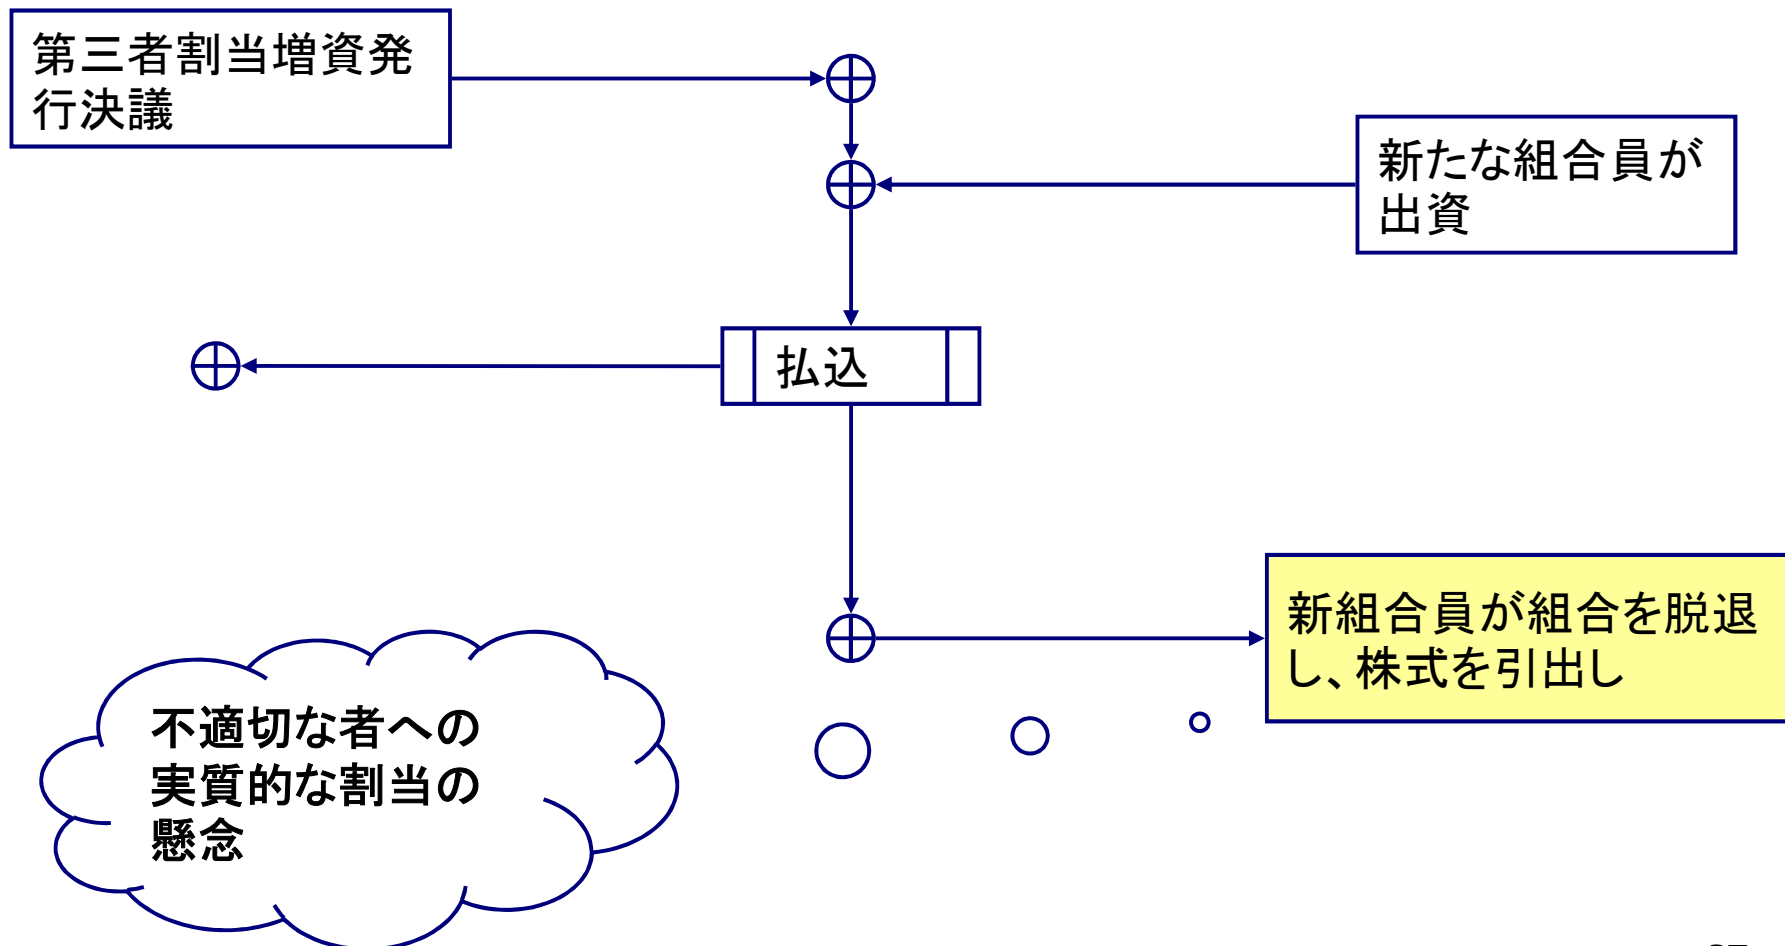 第三者割当増資発
行決議
新たな組合員が
出資
払込
新組合員が組合を脱退
し、株式を引出し
不適切な者への
実質的な割当の
懸念